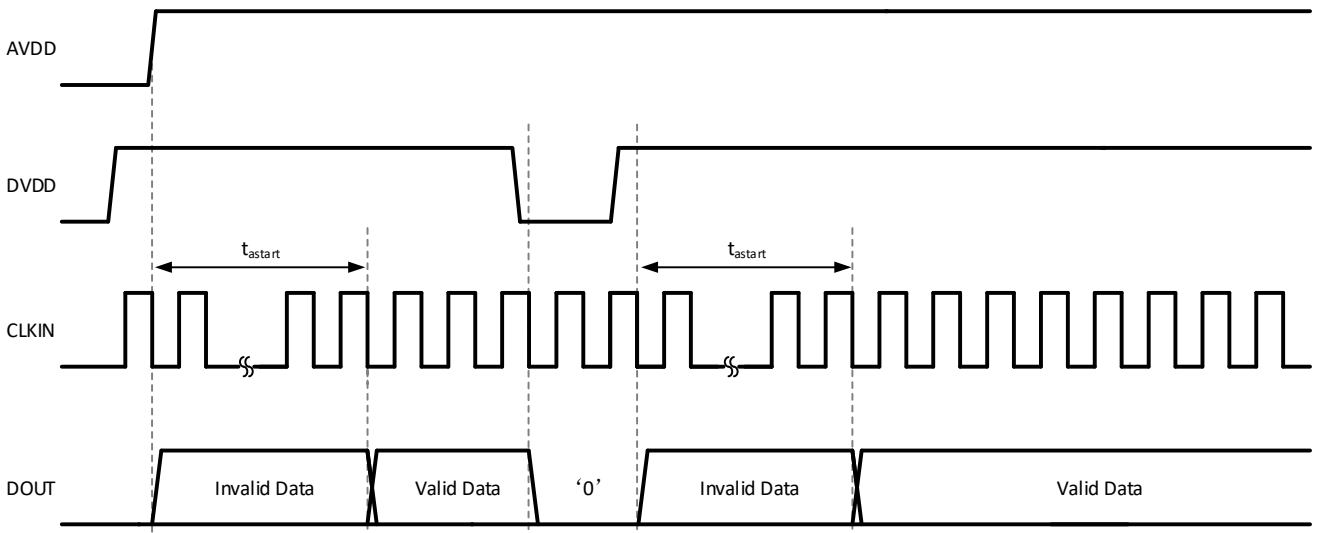 AVDD
DVDD
tastart tastart
CLKIN
DOUT Invalid Data Valid Data ‘0’ Invalid Data Valid Data